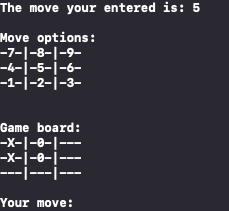 The move your entered is: 5
Move options:
-7-|-8-|-9-
-4-|-5-|-6-
-1-|-2-|-3-
Game board:
-X-|-0-|---
-X-|-0-|---
---|---|---
Your move: